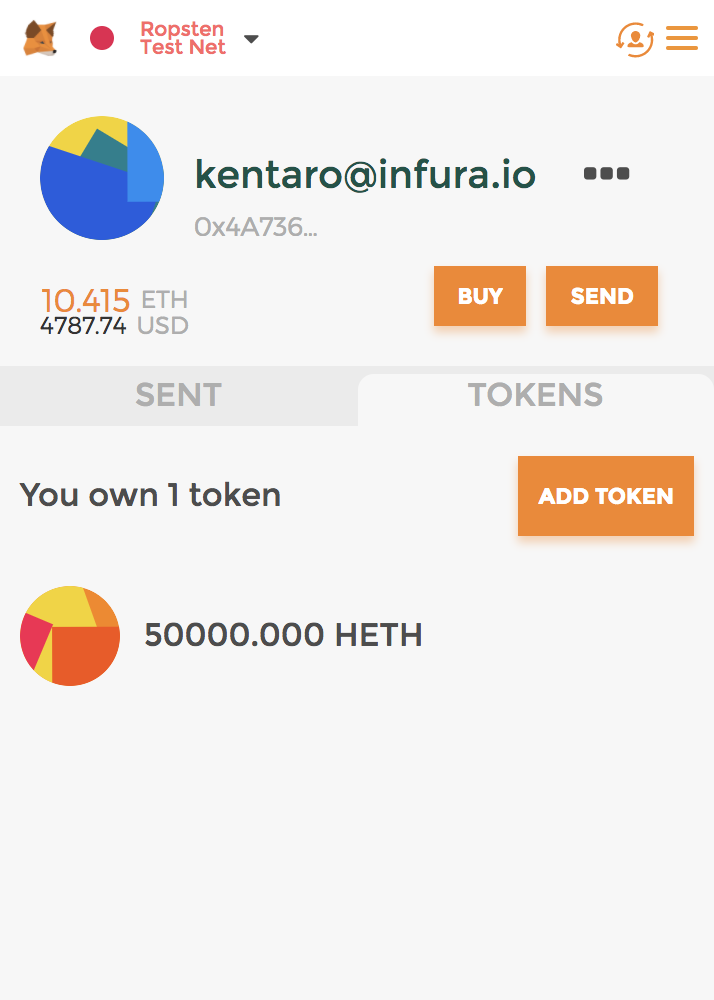 Ropsten
Test Net
kentaro@infura.io
0x4A736...
10.415 ETH
4787.74 USD
BUY
SEND
SENT
TOKENS
You own 1 token
ADD TOKEN
50000.000 HETH